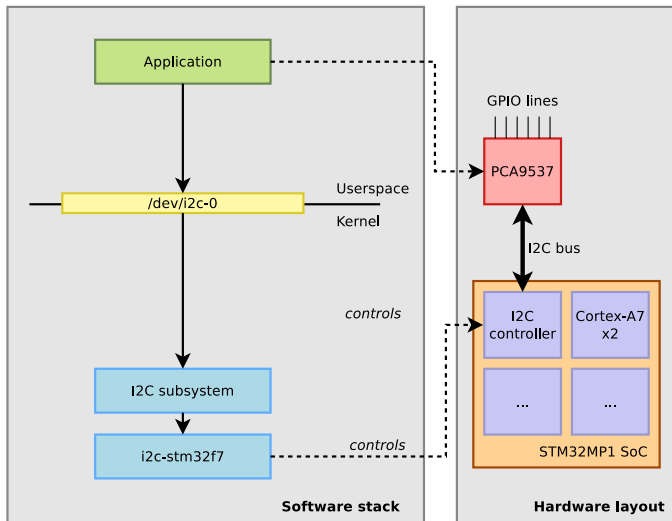 Application
/dev/i2c-0
Userspace
Kernel
controls
I2C subsystem
i2c-stm32f7
controls
Software stack
GPIO lines
PCA9537
I2C bus
I2C
controller
Cortex-A7
x2
...
...
STM32MP1 SoC
Hardware layout